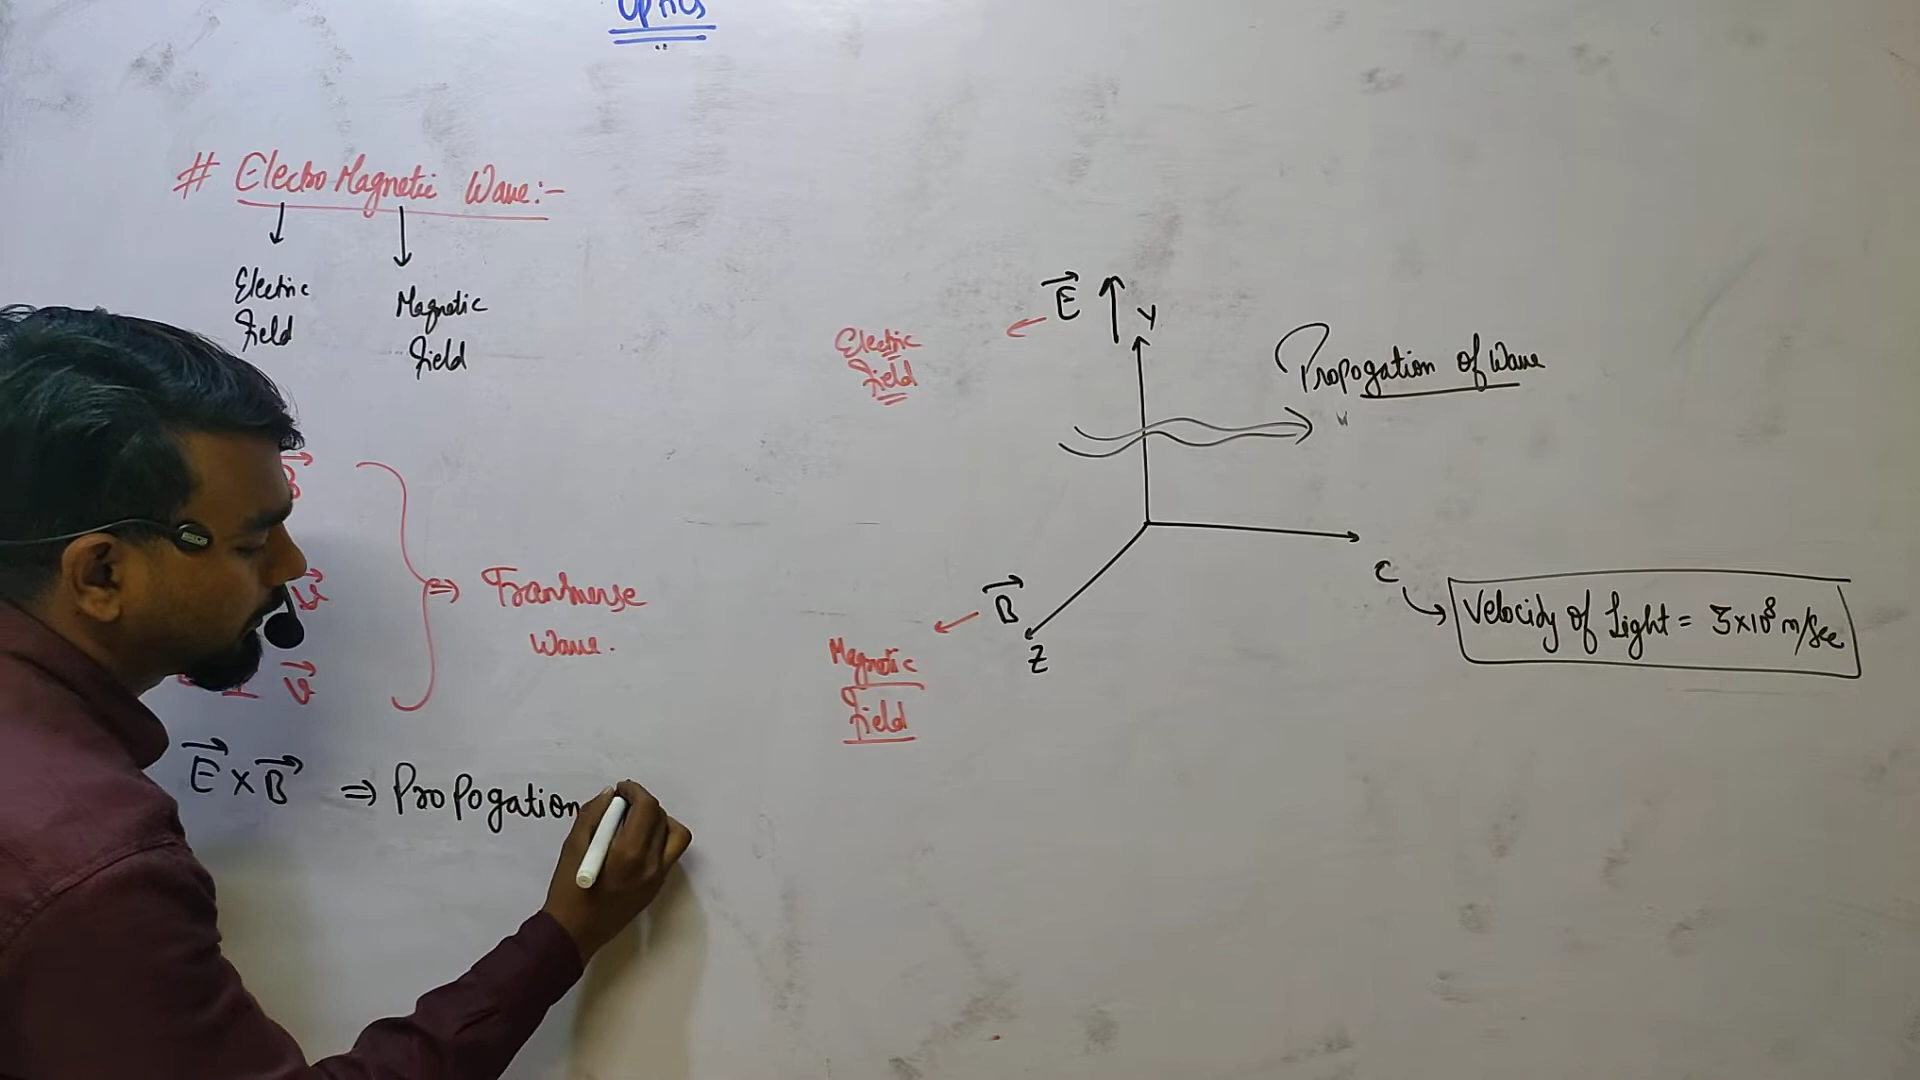 Optics
# Electro Magnetic Wave:-
Electric
Field
Magnetic
Field
B
v
v
⇒ Tranverse
Wave.
E × B ⇒ Propogation
E
Y
Electric
Field
Propogation of Wave
C
Velocity of Light = 3×10⁸ m/sec
B
Z
Magnetic
Field